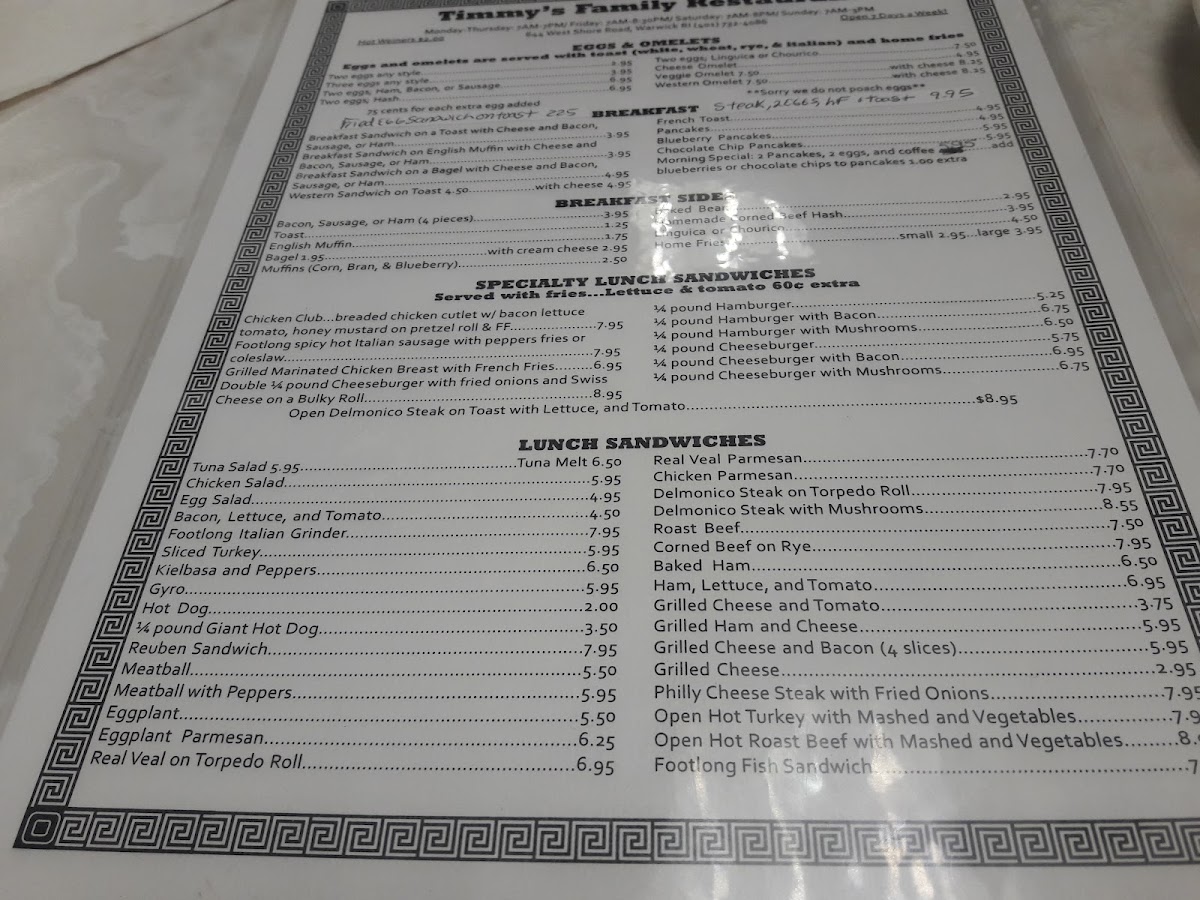 Timmy's Family
Monday-Thursday: 7AM-7PM/ Friday: 7AM-8:30PM/ Saturday: 7AM-8PM/ Sunday: 7AM-3PM
Hot Weiners $2.00
844 West Shore Road, Warwick RI (401) 732-4086
Open 7 Days a Week!
EGGS & OMELETS
Eggs and omelets are served with toast (white, wheat, rye, & italian) and home fries
Two eggs any style 2.95
Three eggs any style 3.95
Two eggs, Ham, Bacon, or Sausage 6.95
Two eggs, Hash 6.95
75 cents for each extra egg added
Two eggs, Linguica or Chourico 7.50
Cheese Omelet 4.95
Veggie Omelet 7.50 with cheese 8.25
Western Omelet 7.50 with cheese 8.25
**Sorry we do not poach eggs**
Fried Egg Sandwich on toast 225
BREAKFAST
Steak, 2 Eggs HF + toast 9.95
Breakfast Sandwich on a Toast with Cheese and Bacon,
Sausage, or Ham 3.95
Breakfast Sandwich on English Muffin with Cheese and
Bacon, Sausage, or Ham 3.95
Breakfast Sandwich on a Bagel with Cheese and Bacon,
Sausage, or Ham 4.95
Western Sandwich on Toast 4.50 with cheese 4.95
French Toast 4.95
Pancakes 4.95
Blueberry Pancakes 5.95
Chocolate Chip Pancakes 5.95
Morning Special: 2 Pancakes, 2 eggs, and coffee add
blueberries or chocolate chips to pancakes 1.00 extra
BREAKFAST SIDES
Bacon, Sausage, or Ham (4 pieces) 3.95
Toast 1.25
English Muffin 1.75
Bagel 1.95 with cream cheese 2.95
Muffins (Corn, Bran, & Blueberry) 2.50
Baked Beans 2.95
Homemade Corned Beef Hash 3.95
Linguica or Chourico 4.50
Home Fries small 2.95...large 3.95
SPECIALTY LUNCH SANDWICHES
Served with fries...Lettuce & tomato 60c extra
Chicken Club...breaded chicken cutlet w/ bacon lettuce
tomato, honey mustard on pretzel roll & FF 7.95
Footlong spicy hot Italian sausage with peppers fries or
coleslaw 7.95
Grilled Marinated Chicken Breast with French Fries 6.95
Double ¼ pound Cheeseburger with fried onions and Swiss
Cheese on a Bulky Roll 8.95
¼ pound Hamburger 5.25
¼ pound Hamburger with Bacon 6.75
¼ pound Hamburger with Mushrooms 6.50
¼ pound Cheeseburger 5.75
¼ pound Cheeseburger with Bacon 6.95
¼ pound Cheeseburger with Mushrooms 6.75
Open Delmonico Steak on Toast with Lettuce, and Tomato $8.95
LUNCH SANDWICHES
Tuna Salad 5.95 Tuna Melt 6.50
Chicken Salad 5.95
Egg Salad 4.95
Bacon, Lettuce, and Tomato 4.50
Footlong Italian Grinder 7.95
Sliced Turkey 5.95
Kielbasa and Peppers 6.50
Gyro 5.95
Hot Dog 2.00
¼ pound Giant Hot Dog 3.50
Reuben Sandwich 7.95
Meatball 5.50
Meatball with Peppers 5.95
Eggplant 5.50
Eggplant Parmesan 6.25
Real Veal on Torpedo Roll 6.95
Real Veal Parmesan 7.70
Chicken Parmesan 7.70
Delmonico Steak on Torpedo Roll 7.95
Delmonico Steak with Mushrooms 8.55
Roast Beef 7.50
Corned Beef on Rye 7.95
Baked Ham 6.50
Ham, Lettuce, and Tomato 6.95
Grilled Cheese and Tomato 3.75
Grilled Ham and Cheese 5.95
Grilled Cheese and Bacon (4 slices) 5.95
Grilled Cheese 2.95
Philly Cheese Steak with Fried Onions 7.95
Open Hot Turkey with Mashed and Vegetables
Open Hot Roast Beef with Mashed and Vegetables
Footlong Fish Sandwich